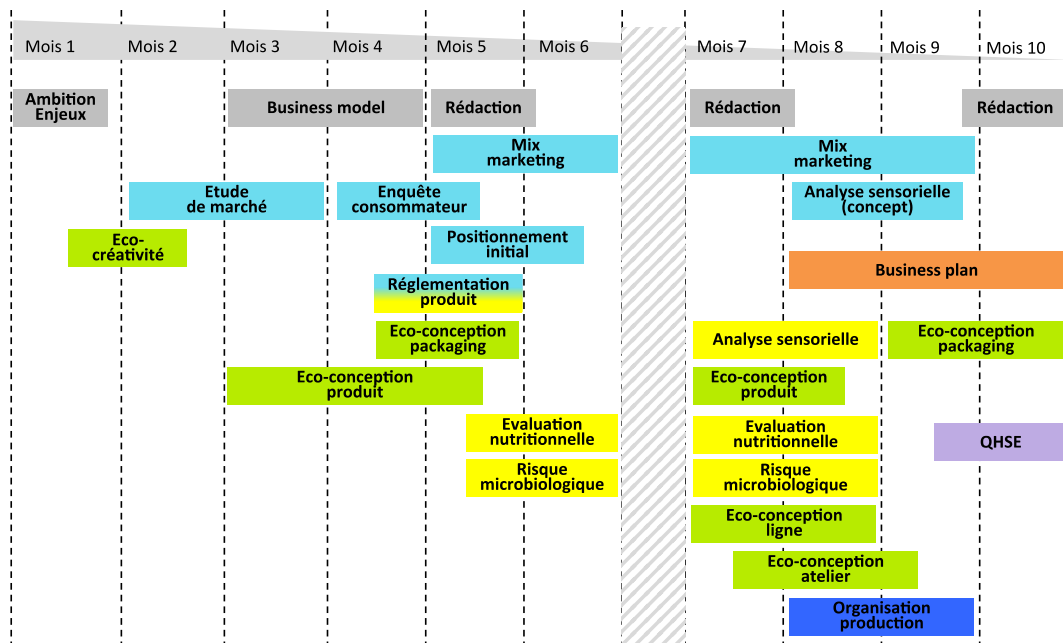 Mois 1
Mois 2
Mois 3
Mois 4
Mois 5
Mois 6
Mois 7
Mois 8
Mois 9
Mois 10
Ambition
Enjeux
Business model
Rédaction
Rédaction
Rédaction
Mix
marketing
Mix
marketing
Etude
de marché
Enquête
consommateur
Analyse sensorielle
(concept)
Eco-
créativité
Positionnement
initial
Business plan
Réglementation
produit
Eco-conception
packaging
Analyse sensorielle
Eco-conception
packaging
Eco-conception
produit
Eco-conception
produit
Evaluation
nutritionnelle
Evaluation
nutritionnelle
QHSE
Risque
microbiologique
Risque
microbiologique
Eco-conception
ligne
Eco-conception
atelier
Organisation
production